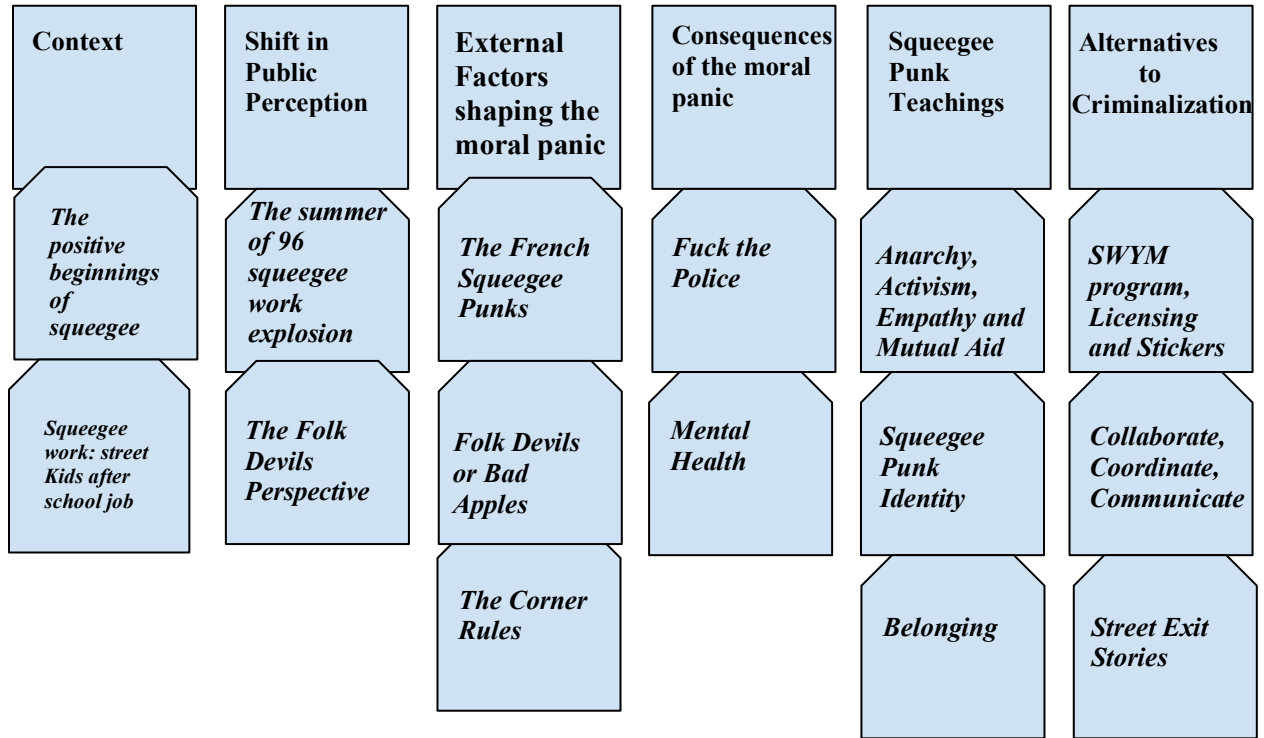 Context
The
positive
beginnings
of
squeegee
Squeegee
work: street
Kids after
school job
Shift in
Public
Perception
The summer
of 96
squeegee
work
explosion
The Folk
Devils
Perspective
External
Factors
shaping the
moral panic
The French
Squeegee
Punks
Folk Devils
or Bad
Apples
The Corner
Rules
Consequences
of the moral
panic
Fuck the
Police
Mental
Health
Squeegee
Punk
Teachings
Anarchy,
Activism,
Empathy and
Mutual Aid
Squeegee
Punk
Identity
Belonging
Alternatives
to
Criminalization
SWYM
program,
Licensing
and Stickers
Collaborate,
Coordinate,
Communicate
Street Exit
Stories